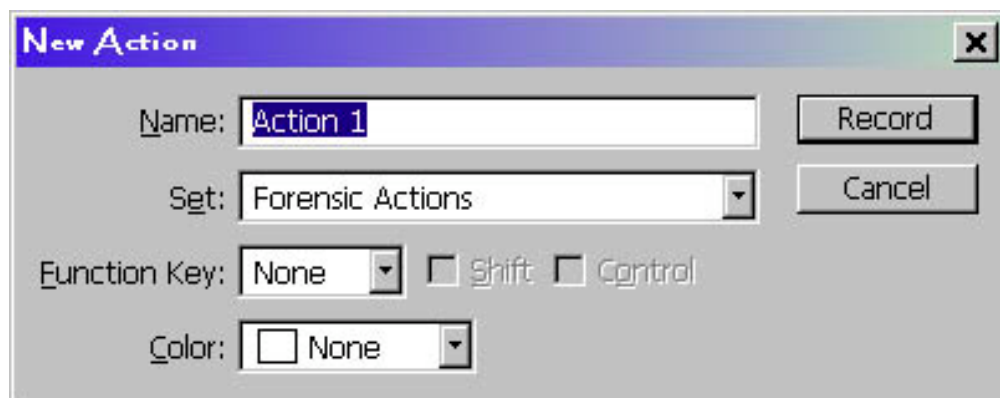 New Action
Name: Action 1
Record
Set: Forensic Actions
Cancel
Function Key: None Shift Control
Color: None